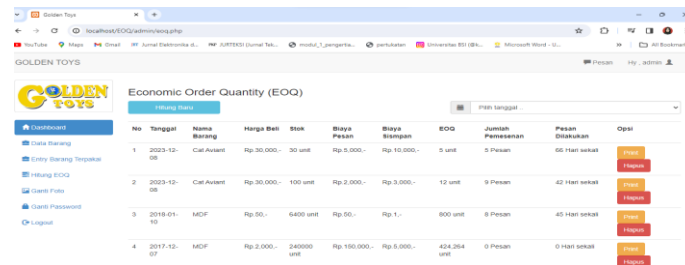 Golden Toys
localhost/EOQ/admin/eoq.php
YouTube Maps Gmail Jurnal Elektronika d... PKP JURTEKSI (Jurnal Tek... modul_1_pengertia... pertukatan Universitas BSI (@b... Microsoft Word - U... All Bookmar
GOLDEN TOYS Pesan Hy , admin
GOLDEN TOYS
Economic Order Quantity (EOQ)
Hitung Baru Pilih tanggal ..
Dashboard
Data Barang
Entry Barang Terpakai
Hitung EOQ
Ganti Foto
Ganti Password
Logout
No Tanggal Nama Barang Harga Beli Stok Biaya Pesan Biaya Sismpan EOQ Jumlah Pemesenan Pesan Dilakukan Opsi
1 2023-12-08 Cat Aviant Rp.30,000,- 30 unit Rp.5,000,- Rp.10,000,- 5 unit 5 Pesan 66 Hari sekali Print Hapus
2 2023-12-08 Cat Aviant Rp.30,000,- 100 unit Rp.2,000,- Rp.3,000,- 12 unit 9 Pesan 42 Hari sekali Print Hapus
3 2018-01-10 MDF Rp.50,- 6400 unit Rp.50,- Rp.1,- 800 unit 8 Pesan 45 Hari sekali Print Hapus
4 2017-12-07 MDF Rp.2,000,- 240000 unit Rp.150,000,- Rp.5,000,- 424,264 unit 0 Pesan 0 Hari sekali Print Hapus